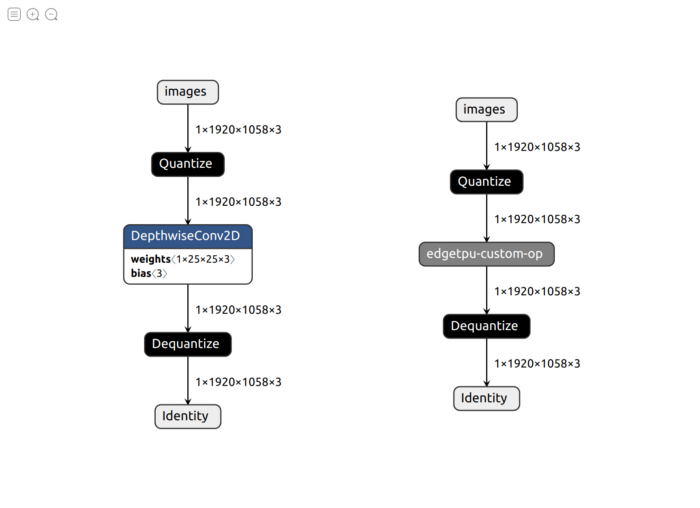 images
1×1920×1058×3
Quantize
1×1920×1058×3
DepthwiseConv2D
weights⟨1×25×25×3⟩
bias⟨3⟩
1×1920×1058×3
Dequantize
1×1920×1058×3
Identity
images
1×1920×1058×3
Quantize
1×1920×1058×3
edgetpu-custom-op
1×1920×1058×3
Dequantize
1×1920×1058×3
Identity